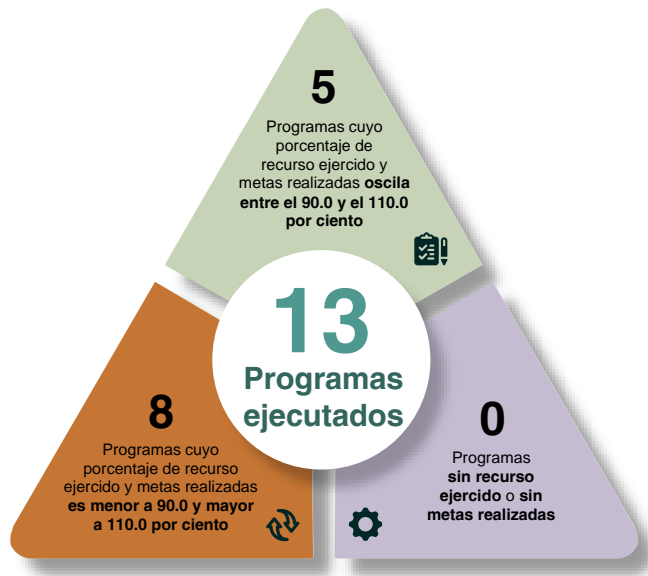 5
Programas cuyo
porcentaje de
recurso ejercido y
metas realizadas oscila
entre el 90.0 y el 110.0
por ciento
13
Programas
ejecutados
8
Programas cuyo
porcentaje de recurso
ejercido y metas realizadas
es menor a 90.0 y mayor
a 110.0 por ciento
0
Programas
sin recurso
ejercido o sin
metas realizadas